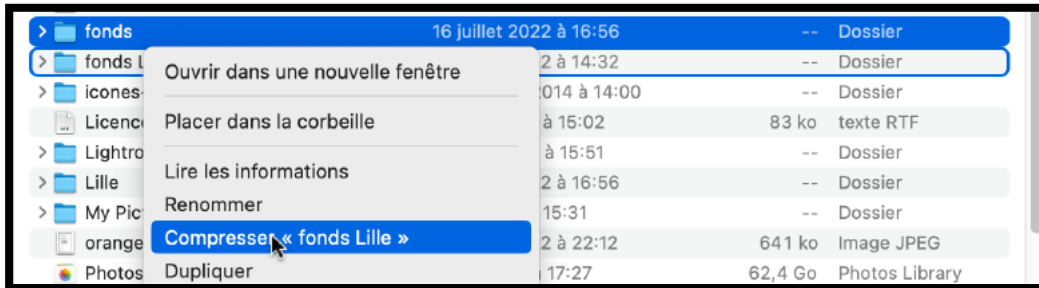 fonds 16 juillet 2022 à 16:56 -- Dossier
fonds L 2 à 14:32 -- Dossier
Ouvrir dans une nouvelle fenêtre
icones- 014 à 14:00 -- Dossier
Licenc à 15:02 83 ko texte RTF
Placer dans la corbeille
Lightro à 15:51 -- Dossier
Lire les informations
Lille 2 à 16:56 -- Dossier
Renommer
My Pic 15:31 -- Dossier
Compresser « fonds Lille »
orange 2 à 22:12 641 ko Image JPEG
Dupliquer
Photos 17:27 62,4 Go Photos Library